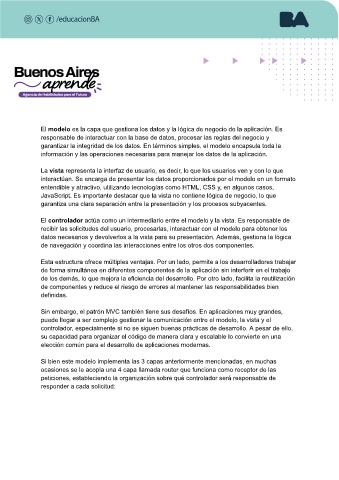 /educacionBA
BA
Buenos Aires
aprende
Agencia de Habilidades para el Futuro
El modelo es la capa que gestiona los datos y la lógica de negocio de la aplicación. Es
responsable de interactuar con la base de datos, procesar las reglas del negocio y
garantizar la integridad de los datos. En términos simples, el modelo encapsula toda la
información y las operaciones necesarias para manejar los datos de la aplicación.
La vista representa la interfaz de usuario, es decir, lo que los usuarios ven y con lo que
interactúan. Se encarga de presentar los datos proporcionados por el modelo en un formato
entendible y atractivo, utilizando tecnologías como HTML, CSS y, en algunos casos,
JavaScript. Es importante destacar que la vista no contiene lógica de negocio, lo que
garantiza una clara separación entre la presentación y los procesos subyacentes.
El controlador actúa como un intermediario entre el modelo y la vista. Es responsable de
recibir las solicitudes del usuario, procesarlas, interactuar con el modelo para obtener los
datos necesarios y devolverlos a la vista para su presentación. Además, gestiona la lógica
de navegación y coordina las interacciones entre los otros dos componentes.
Esta estructura ofrece múltiples ventajas. Por un lado, permite a los desarrolladores trabajar
de forma simultánea en diferentes componentes de la aplicación sin interferir en el trabajo
de los demás, lo que mejora la eficiencia del desarrollo. Por otro lado, facilita la reutilización
de componentes y reduce el riesgo de errores al mantener las responsabilidades bien
definidas.
Sin embargo, el patrón MVC también tiene sus desafíos. En aplicaciones muy grandes,
puede llegar a ser complejo gestionar la comunicación entre el modelo, la vista y el
controlador, especialmente si no se siguen buenas prácticas de desarrollo. A pesar de ello,
su capacidad para organizar el código de manera clara y escalable lo convierte en una
elección común para el desarrollo de aplicaciones modernas.
Si bien este modelo implementa las 3 capas anteriormente mencionadas, en muchas
ocasiones se le acopla una 4 capa llamada router que funciona como receptor de las
peticiones, estableciendo la organización sobre qué controlador será responsable de
responder a cada solicitud: